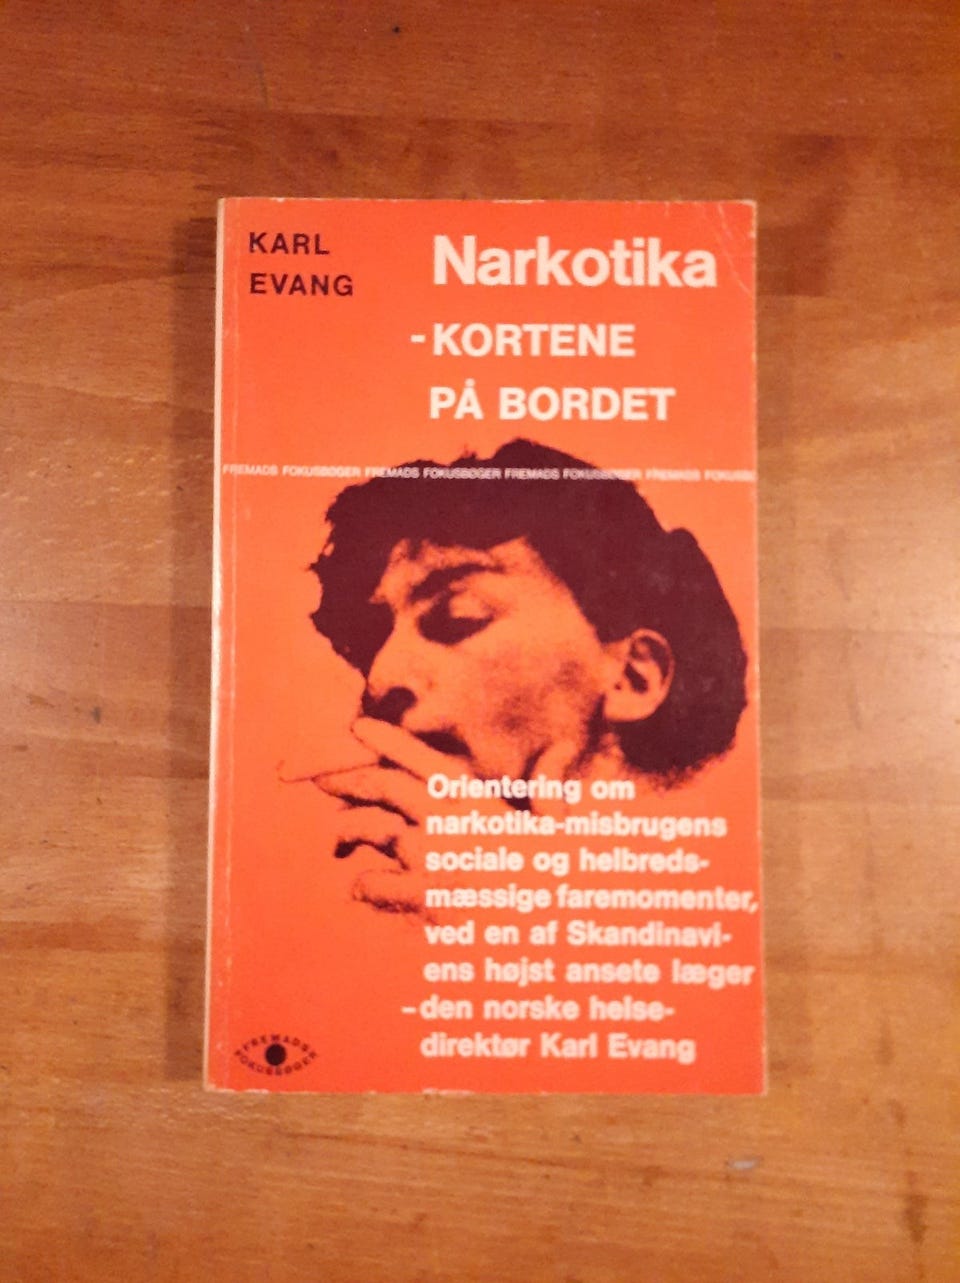 KARL
EVANG
Narkotika
-KORTENE
PÅ BORDET
FREMADS FOKUSBØGER FREMADS FOKUSBØGER FREMADS FOKUSBØGER FREMADS FOKUSB
Orientering om
narkotika-misbrugens
sociale og helbreds-
mæssige faremomenter,
ved en af Skandinavi-
ens højst ansete læger
-den norske helse-
direktør Karl Evang
FREMADS
FOKUSBØGER